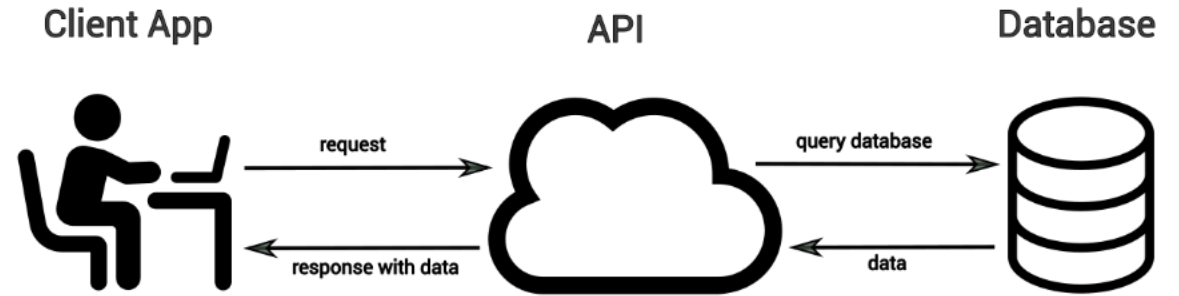 Client App
API
Database
request
query database
response with data
data